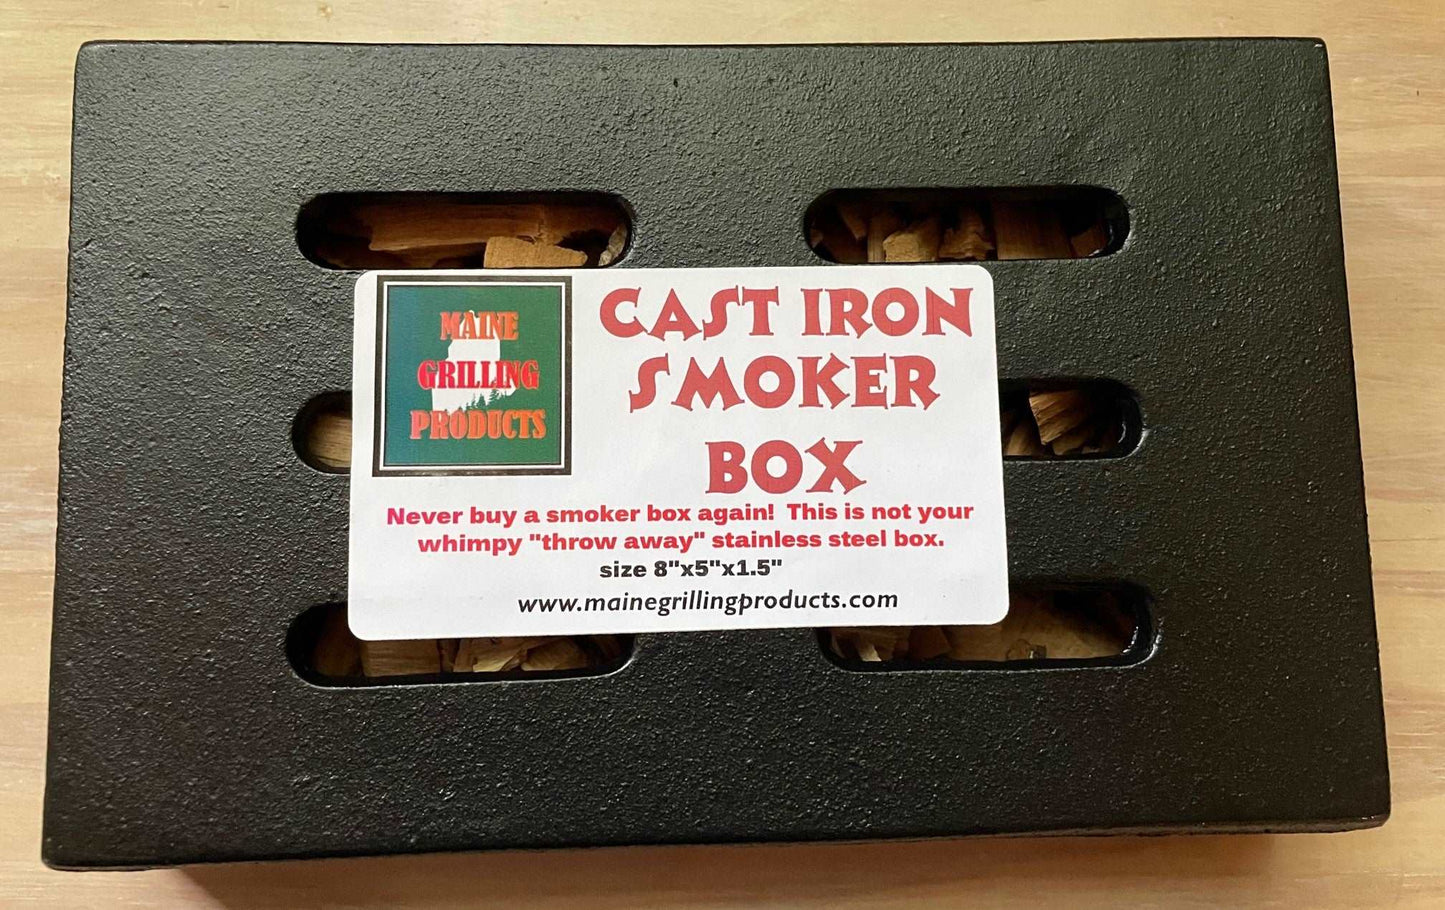 MAINE
GRILLING
PRODUCTS
CAST IRON
SMOKER
BOX
Never buy a smoker box again! This is not your
whimpy "throw away" stainless steel box.
size 8"x5"x1.5"
www.mainegrillingproducts.com